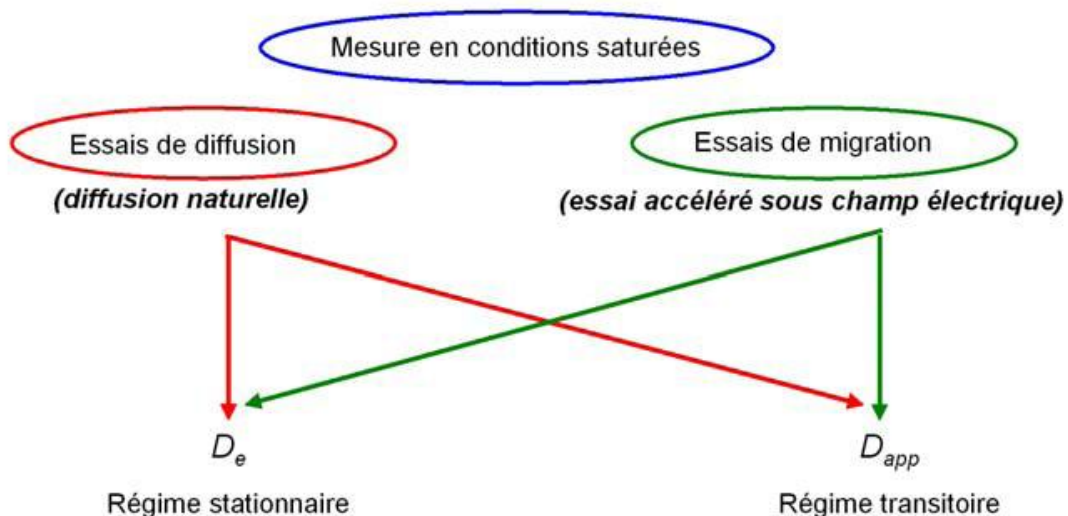 Mesure en conditions saturées
Essais de diffusion
Essais de migration
(diffusion naturelle)
(essai accéléré sous champ électrique)
De
Dapp
Régime stationnaire
Régime transitoire